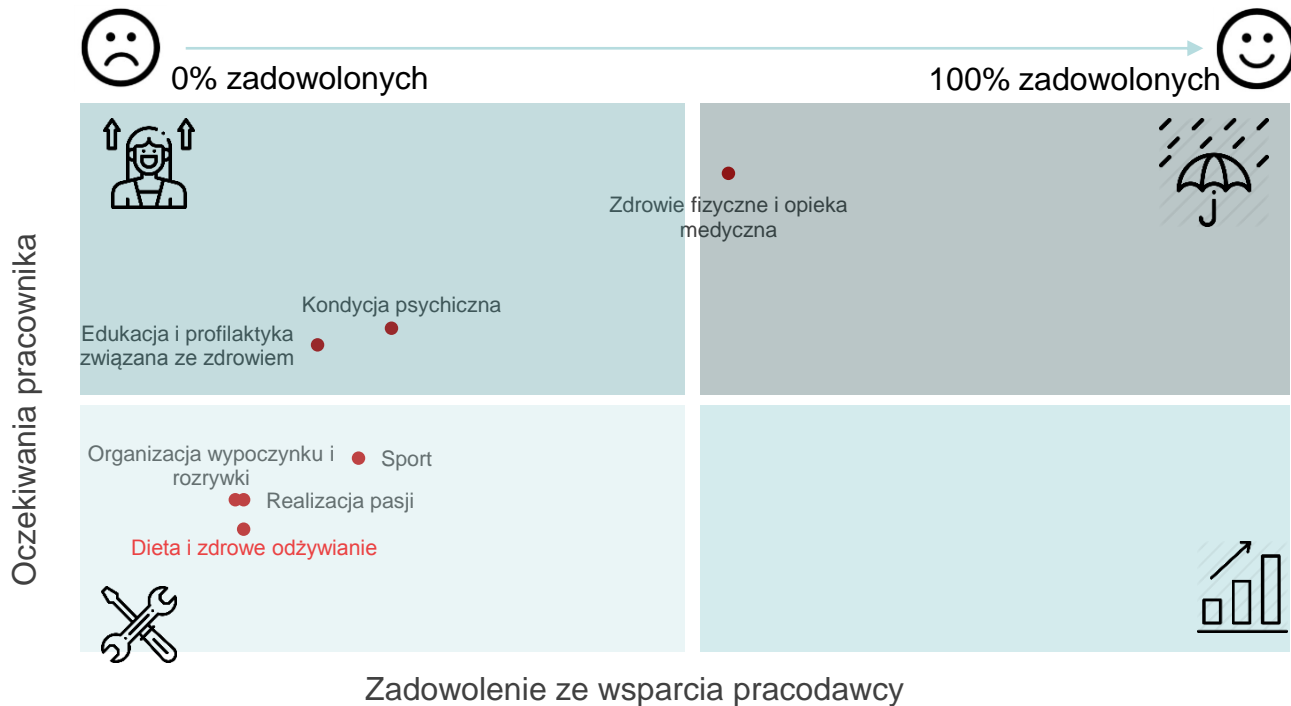 0% zadowolonych
100% zadowolonych
Oczekiwania pracownika
Zdrowie fizyczne i opieka
medyczna
Kondycja psychiczna
Edukacja i profilaktyka
związana ze zdrowiem
Organizacja wypoczynku i
rozrywki
Sport
Realizacja pasji
Dieta i zdrowe odżywianie
Zadowolenie ze wsparcia pracodawcy